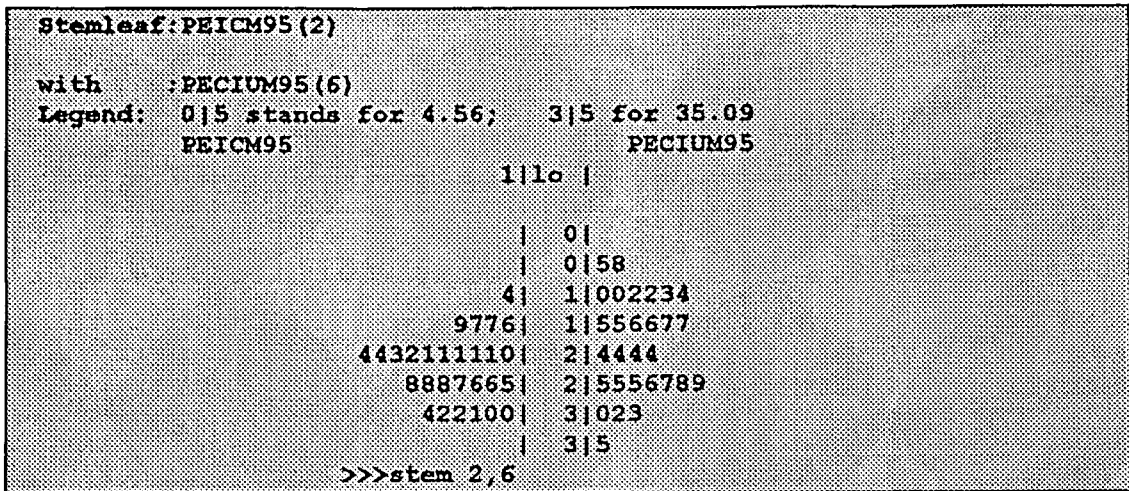 Stemleaf:PEICM95(2)
with :PECIUM95(6)
Legend: 0|5 stands for 4.56; 3|5 for 35.09
PEICM95 PECIUM95
1|lo |
| 0|
| 0|58
4| 1|002234
9776| 1|556677
4432111110| 2|4444
8887665| 2|5556789
422100| 3|023
| 3|5
>>>stem 2,6